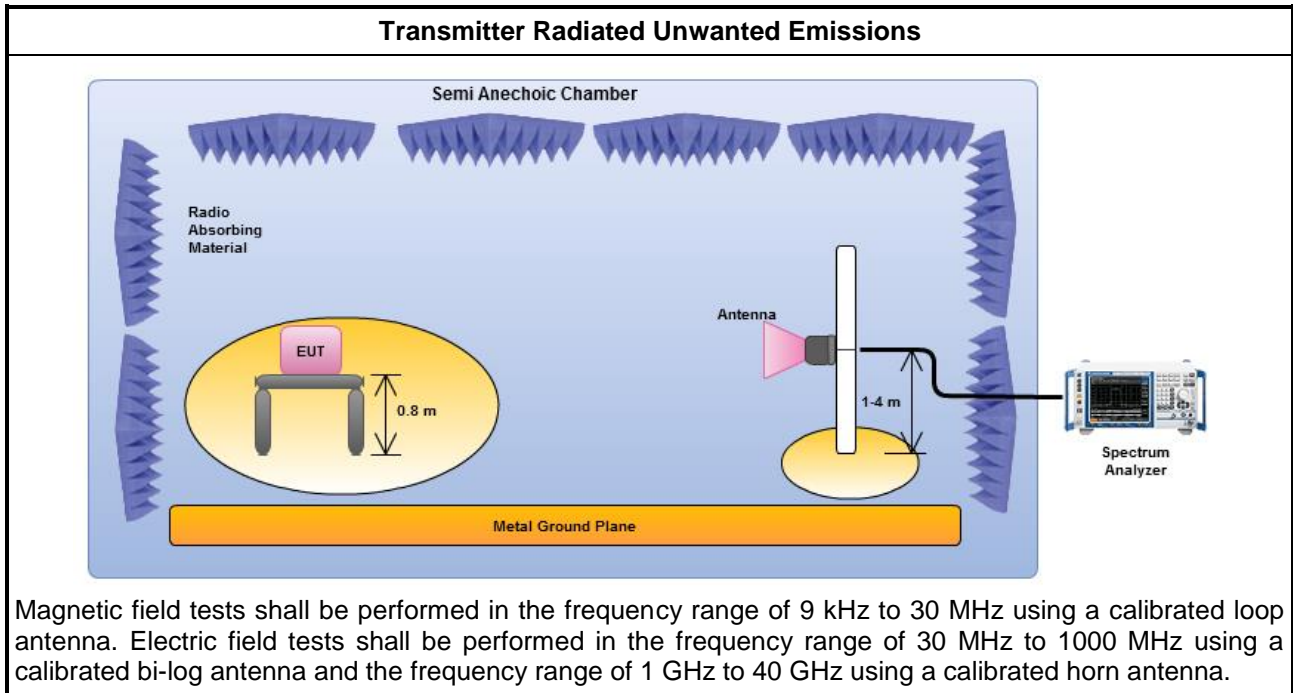 Transmitter Radiated Unwanted Emissions
Semi Anechoic Chamber
Radio
Absorbing
Material
Antenna
EUT
0.8 m
1-4 m
Spectrum
Analyzer
Metal Ground Plane
Magnetic field tests shall be performed in the frequency range of 9 kHz to 30 MHz using a calibrated loop
antenna. Electric field tests shall be performed in the frequency range of 30 MHz to 1000 MHz using a
calibrated bi-log antenna and the frequency range of 1 GHz to 40 GHz using a calibrated horn antenna.